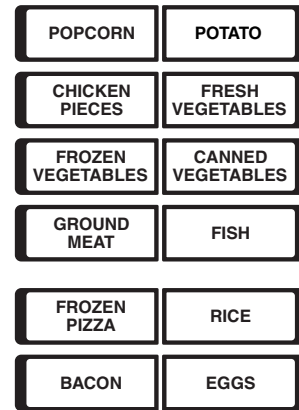 POPCORN
POTATO
CHICKEN
PIECES
FRESH
VEGETABLES
FROZEN
VEGETABLES
CANNED
VEGETABLES
GROUND
MEAT
FISH
FROZEN
PIZZA
RICE
BACON
EGGS